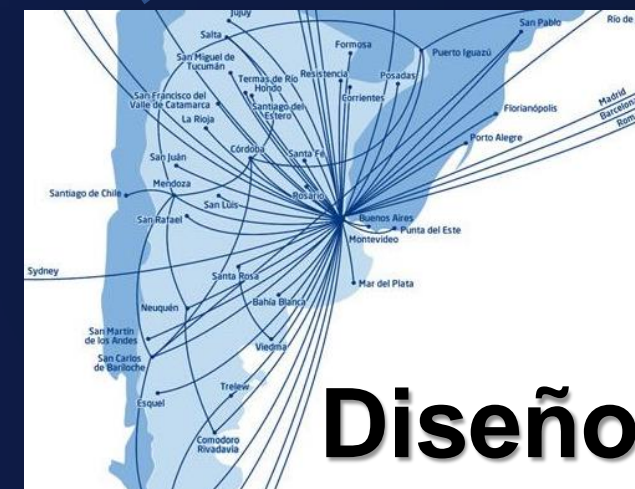 Jujuy
San Pablo
Río de
Salta
Formosa
Puerto Iguazú
San Miguel de
Tucumán
Termas de Río
Hondo
Resistencia
Posadas
San Francisco del
Valle de Catamarca
Santiago del
Estero
Corrientes
Madrid
Barcelon
Rom
Florianópolis
La Rioja
Porto Alegre
Córdoba
Santa Fe
San Juán
Mendoza
Santiago de Chile
Rosario
San Luis
San Rafael
Buenos Aires
Punta del Este
Montevideo
Sydney
Santa Rosa
Mar del Plata
Neuquén
Bahía Blanca
San Martín
de los Andes
Viedma
San Carlos
de Bariloche
Trelew
Esquel
Diseño
Comodoro
Rivadavia